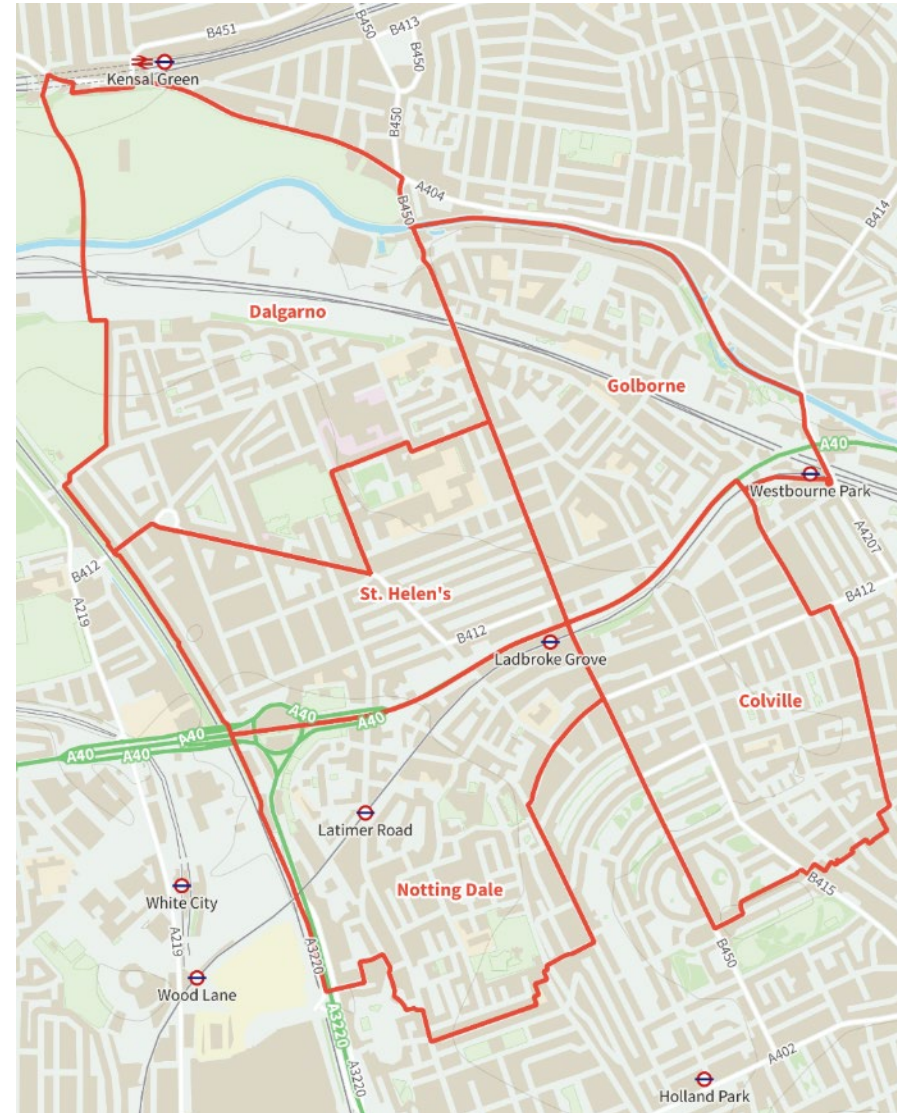 B451
B450
B413
B450
Kensal Green
B450
A404
B450
B414
Dalgarno
Golborne
A40
Westbourne Park
A4207
B412
B412
A219
St. Helen's
B412
Ladbroke Grove
Colville
A40
A40
A40
A40
A40
Latimer Road
Notting Dale
B415
White City
A219
A3220
B450
Wood Lane
A3220
A3220
A402
Holland Park